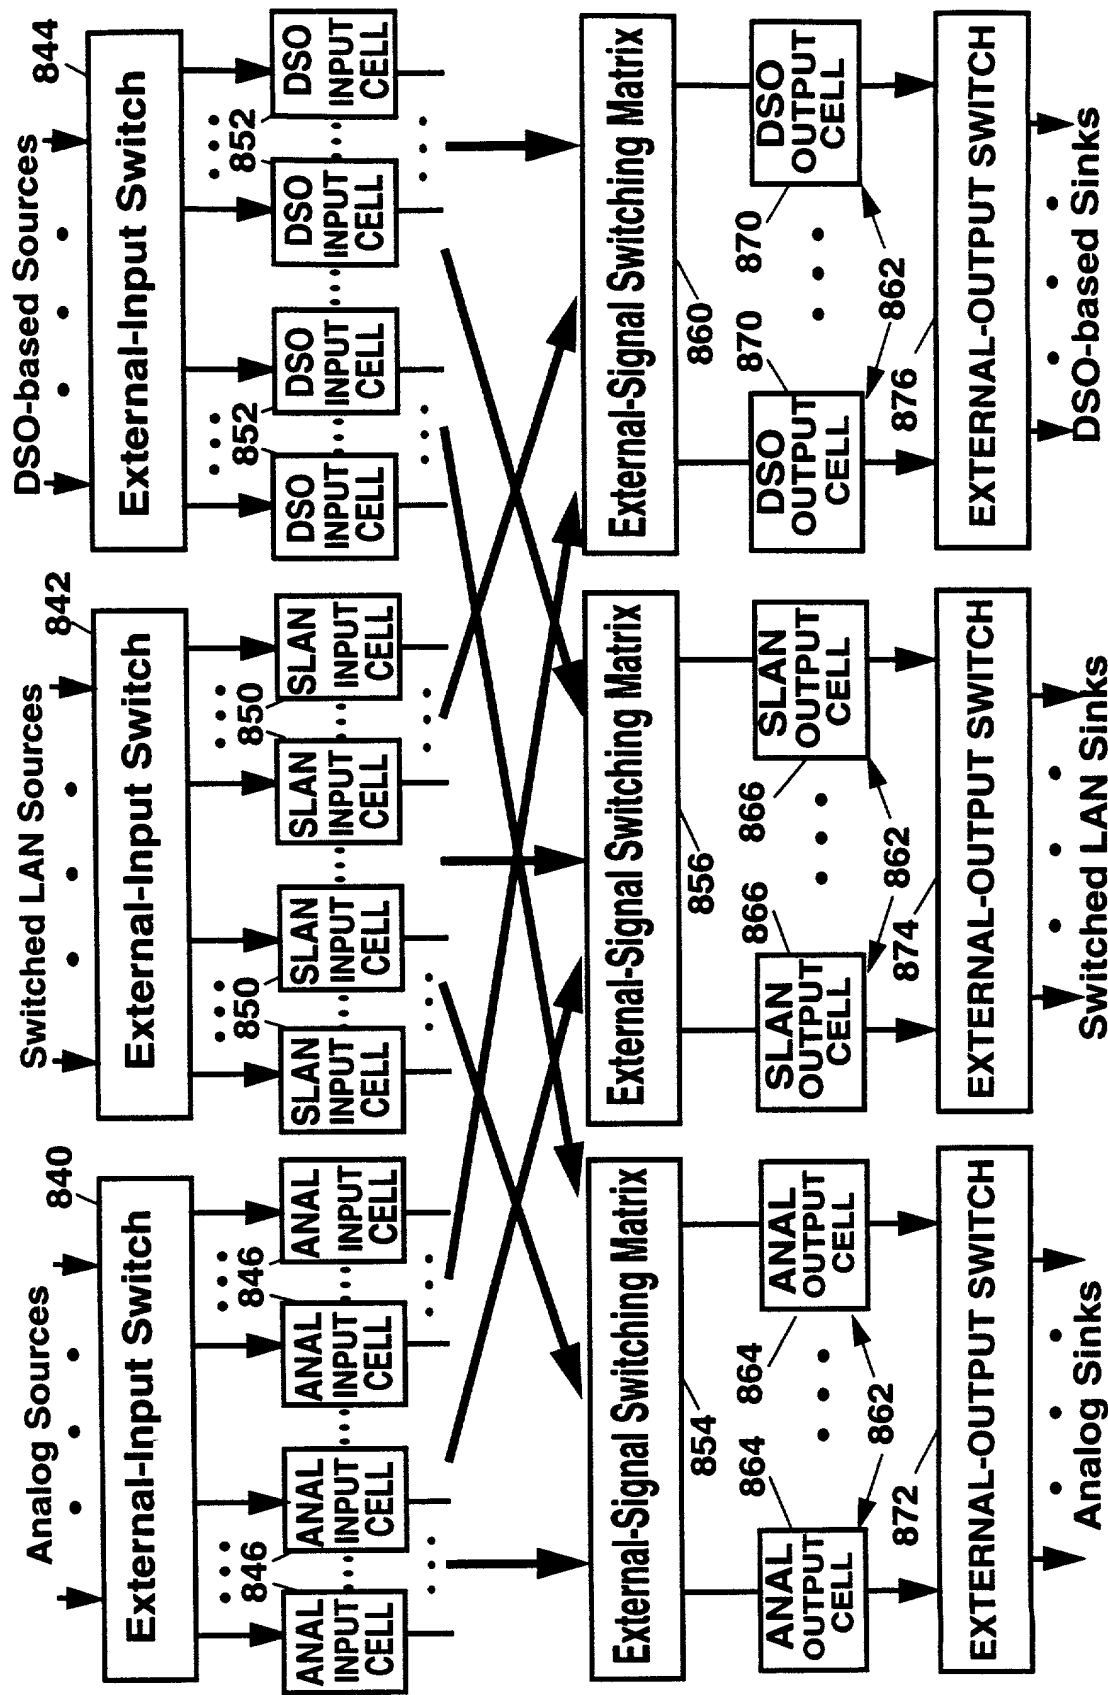 Analog Sources
Switched LAN Sources
DSO-based Sources
840
842
844
External-Input Switch
External-Input Switch
External-Input Switch
846
846
850
850
852
852
ANAL
INPUT
CELL
ANAL
INPUT
CELL
ANAL
INPUT
CELL
ANAL
INPUT
CELL
SLAN
INPUT
CELL
SLAN
INPUT
CELL
SLAN
INPUT
CELL
SLAN
INPUT
CELL
DSO
INPUT
CELL
DSO
INPUT
CELL
DSO
INPUT
CELL
DSO
INPUT
CELL
External-Signal Switching Matrix
External-Signal Switching Matrix
External-Signal Switching Matrix
854
856
860
864
864
866
866
870
870
ANAL
OUTPUT
CELL
ANAL
OUTPUT
CELL
SLAN
OUTPUT
CELL
SLAN
OUTPUT
CELL
DSO
OUTPUT
CELL
DSO
OUTPUT
CELL
862
862
862
872
874
876
EXTERNAL-OUTPUT SWITCH
EXTERNAL-OUTPUT SWITCH
EXTERNAL-OUTPUT SWITCH
Analog Sinks
Switched LAN Sinks
DSO-based Sinks